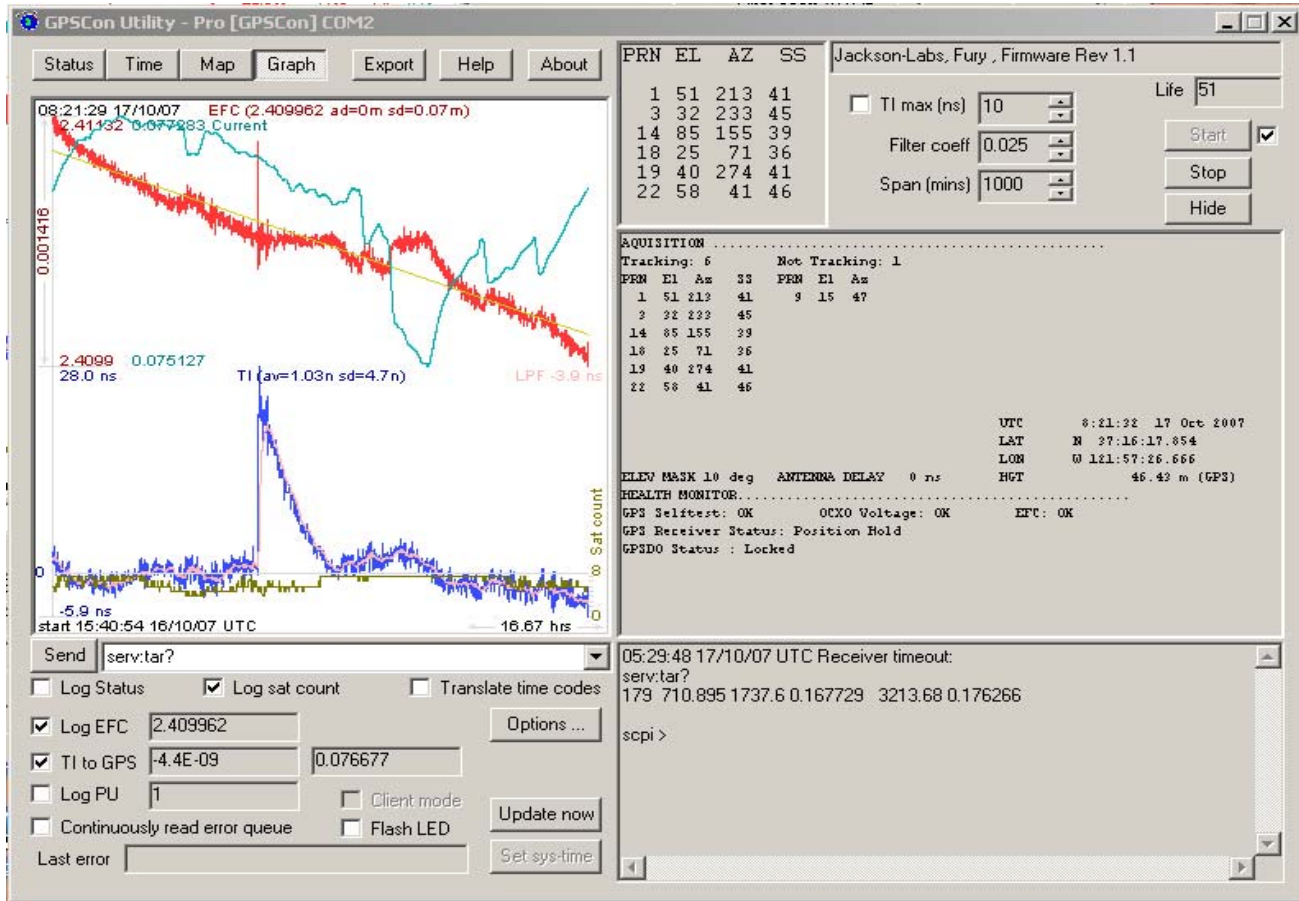 GPSCon Utility - Pro [GPSCon] COM2
Status Time Map Graph Export Help About
08:21:29 17/10/07 EFC (2.409962 ad=0m sd=0.07m)
2.41132 0.077283 Current
0.001416
2.4099 0.075127
28.0 ns TI (av=1.03n sd=4.7n) LPF -3.9 ns
Sat count
0 8
-5.9 ns 0
start 15:40:54 16/10/07 UTC 16.67 hrs
PRN EL AZ SS
1 51 213 41
3 32 233 45
14 85 155 39
18 25 71 36
19 40 274 41
22 58 41 46
Jackson-Labs, Fury , Firmware Rev 1.1
Life 51
TI max (ns) 10
Start
Filter coeff 0.025
Stop
Span (mins) 1000
Hide
AQUISITION ................................................
Tracking: 6 Not Tracking: 1
PRN El Az SS PRN El Az
1 51 213 41 9 15 47
3 32 233 45
14 85 155 39
18 25 71 36
19 40 274 41
22 58 41 46
UTC 8:21:32 17 Oct 2007
LAT N 37:16:17.854
LON W 121:57:26.666
ELEV MASK 10 deg ANTENNA DELAY 0 ns HGT 46.43 m (GPS)
HEALTH MONITOR................................................
GPS Selftest: OK OCXO Voltage: OK EFC: OK
GPS Receiver Status: Position Hold
GPSDO Status : Locked
Send serv:tar?
Log Status Log sat count Translate time codes
Log EFC 2.409962 Options ...
TI to GPS -4.4E-09 0.076677
Log PU 1 Client mode
Update now
Continuously read error queue Flash LED
Last error Set sys-time
05:29:48 17/10/07 UTC Receiver timeout:
serv:tar?
179 710.895 1737.6 0.167729 3213.68 0.176266
scpi >